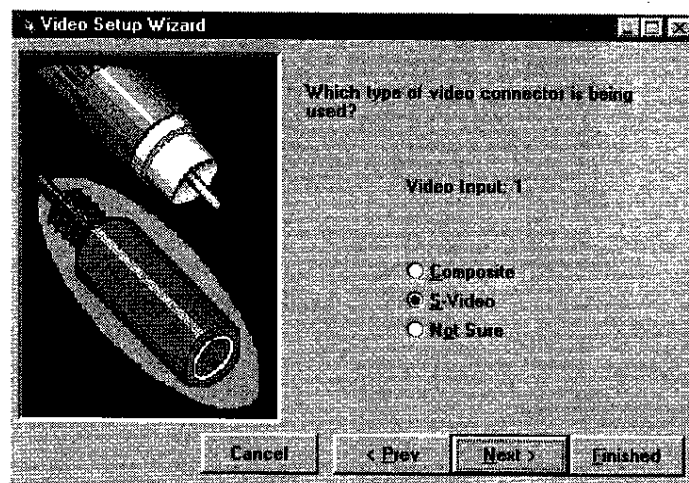 Video Setup Wizard
Which type of video connector is being
used?
Video Input: 1
Composite
S-Video
Not Sure
Cancel
< Prev
Next >
Finished